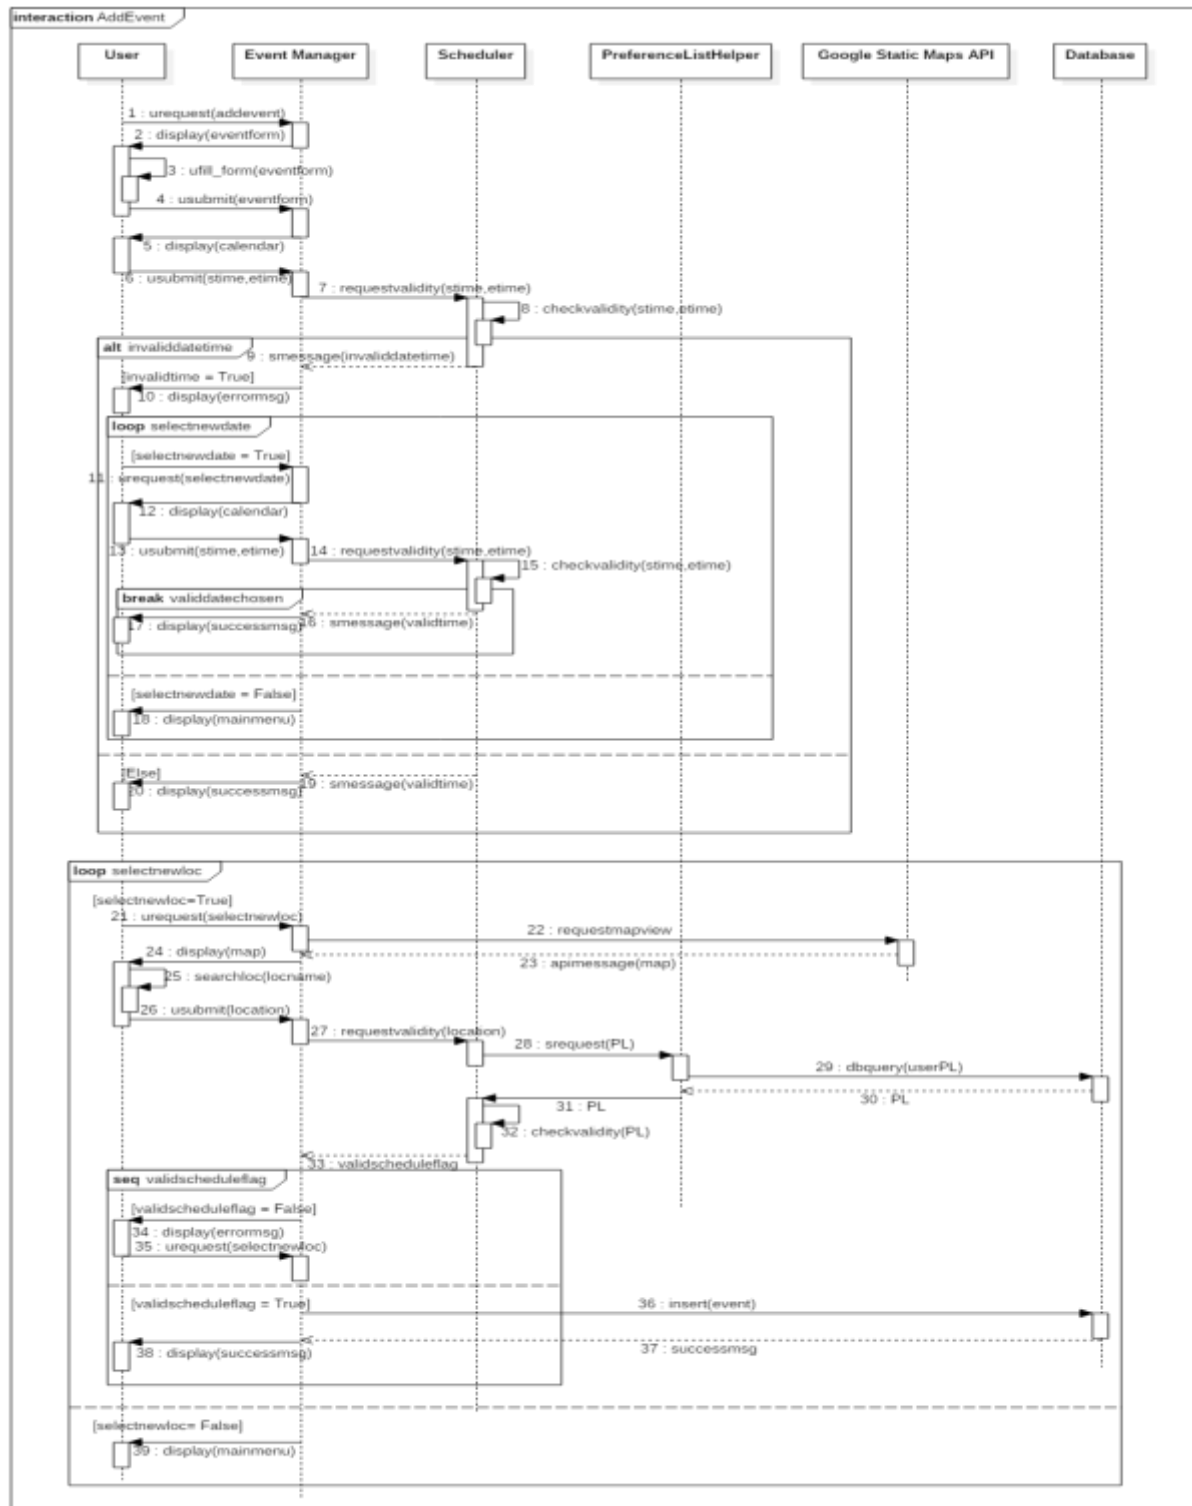 interaction AddEvent
User
Event Manager
Scheduler
PreferenceListHelper
Google Static Maps API
Database
1 : urequest(addevent)
2 : display(eventform)
3 : ufill_form(eventform)
4 : usubmit(eventform)
5 : display(calendar)
6 : usubmit(stime,etime)
7 : requestvalidity(stime,etime)
8 : checkvalidity(stime,etime)
alt invaliddatetime
9 : smessage(invaliddatetime)
[invalidtime = True]
10 : display(errormsg)
loop selectnewdate
[selectnewdate = True]
11 : urequest(selectnewdate)
12 : display(calendar)
13 : usubmit(stime,etime)
14 : requestvalidity(stime,etime)
15 : checkvalidity(stime,etime)
break validdatechosen
16 : smessage(validtime)
17 : display(successmsg)
[selectnewdate = False]
18 : display(mainmenu)
[Else]
19 : smessage(validtime)
20 : display(successmsg)
loop selectnewloc
[selectnewloc=True]
21 : urequest(selectnewloc)
22 : requestmapview
23 : apimessage(map)
24 : display(map)
25 : searchloc(locname)
26 : usubmit(location)
27 : requestvalidity(location)
28 : srequest(PL)
29 : dbquery(userPL)
30 : PL
31 : PL
32 : checkvalidity(PL)
33 : validscheduleflag
seq validscheduleflag
[validscheduleflag = False]
34 : display(errormsg)
35 : urequest(selectnewloc)
[validscheduleflag = True]
36 : insert(event)
37 : successmsg
38 : display(successmsg)
[selectnewloc= False]
39 : display(mainmenu)